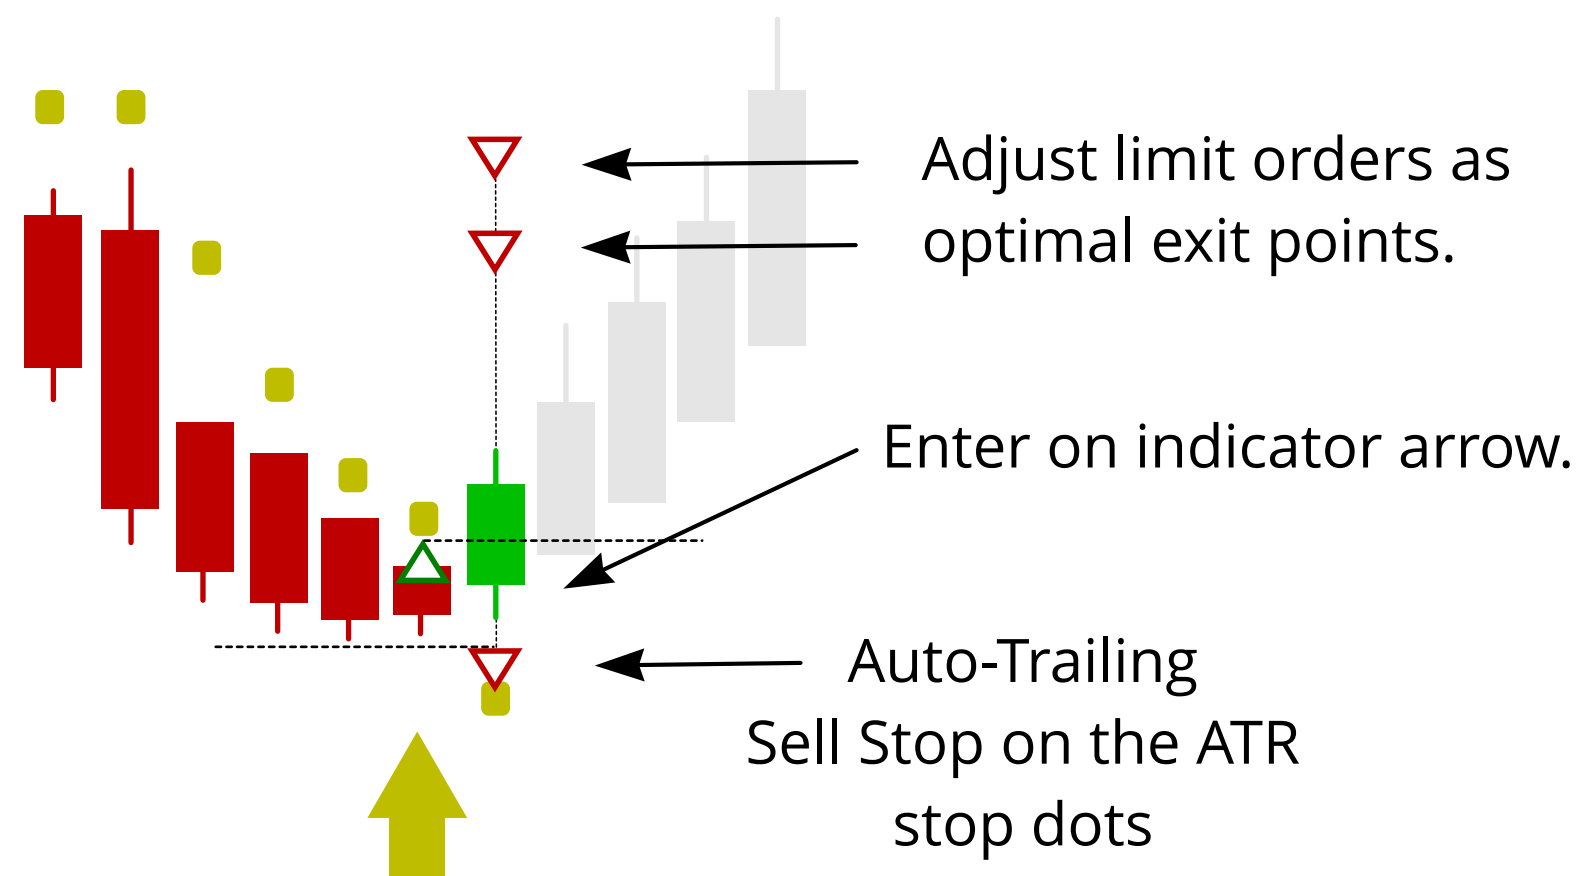 Adjust limit orders as
optimal exit points.
Enter on indicator arrow.
Auto-Trailing
Sell Stop on the ATR
stop dots